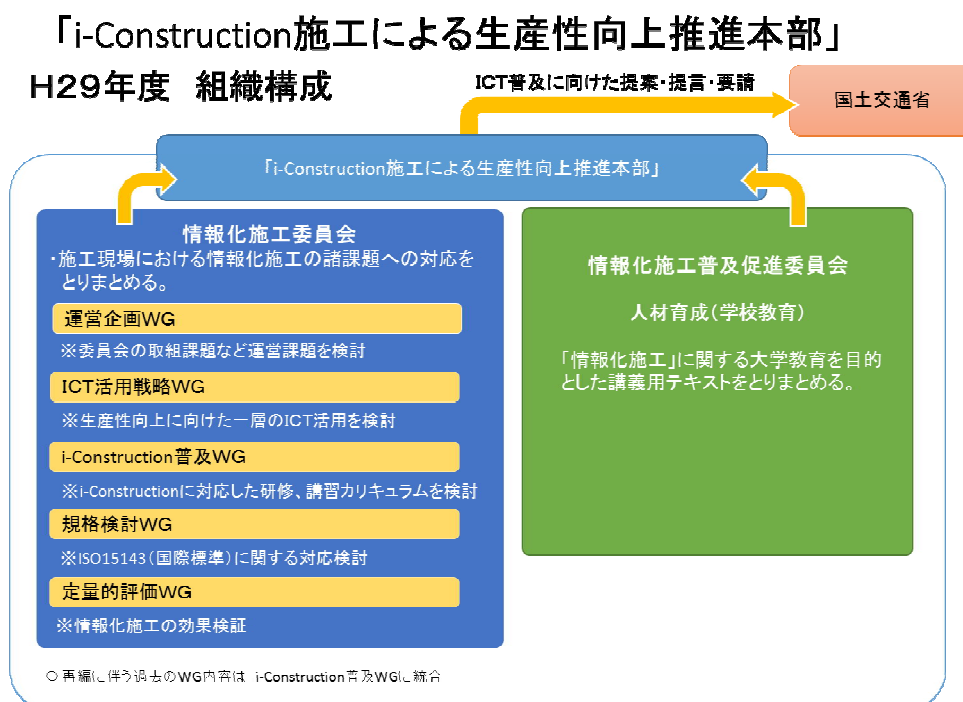 「i-Construction施工による生産性向上推進本部」
H29年度　組織構成
ICT普及に向けた提案・提言・要請
国土交通省
「i-Construction施工による生産性向上推進本部」
情報化施工委員会
・施工現場における情報化施工の諸課題への対応を
とりまとめる。
運営企画WG
※委員会の取組課題など運営課題を検討
ICT活用戦略WG
※生産性向上に向けた一層のICT活用を検討
i-Construction普及WG
※i-Constructionに対応した研修、講習カリキュラムを検討
規格検討WG
※ISO15143（国際標準）に関する対応検討
定量的評価WG
※情報化施工の効果検証
情報化施工普及促進委員会
人材育成（学校教育）
「情報化施工」に関する大学教育を目的
とした講義用テキストをとりまとめる。
〇 再編に伴う過去のWG内容は　i-Construction普及WGに統合